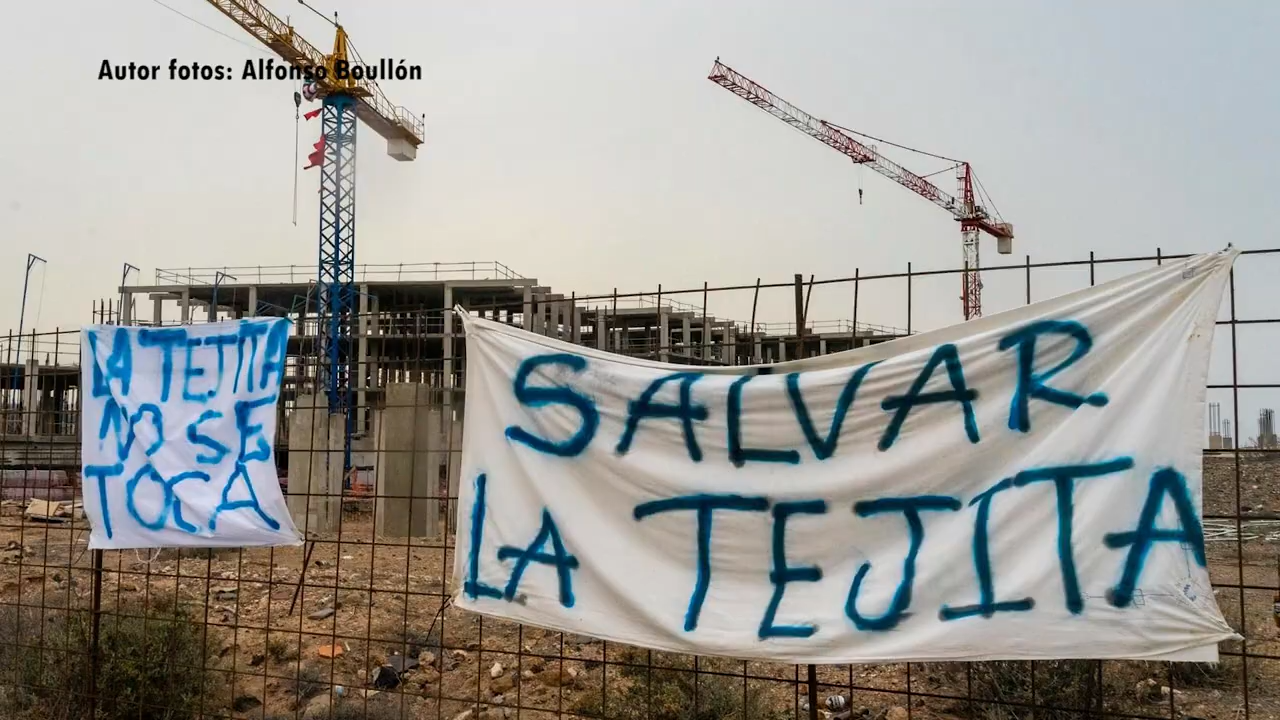 Autor fotos: Alfonso Boullón
LA TEJITA
NO SE
TOCA
SALVAR
LA TEJITA